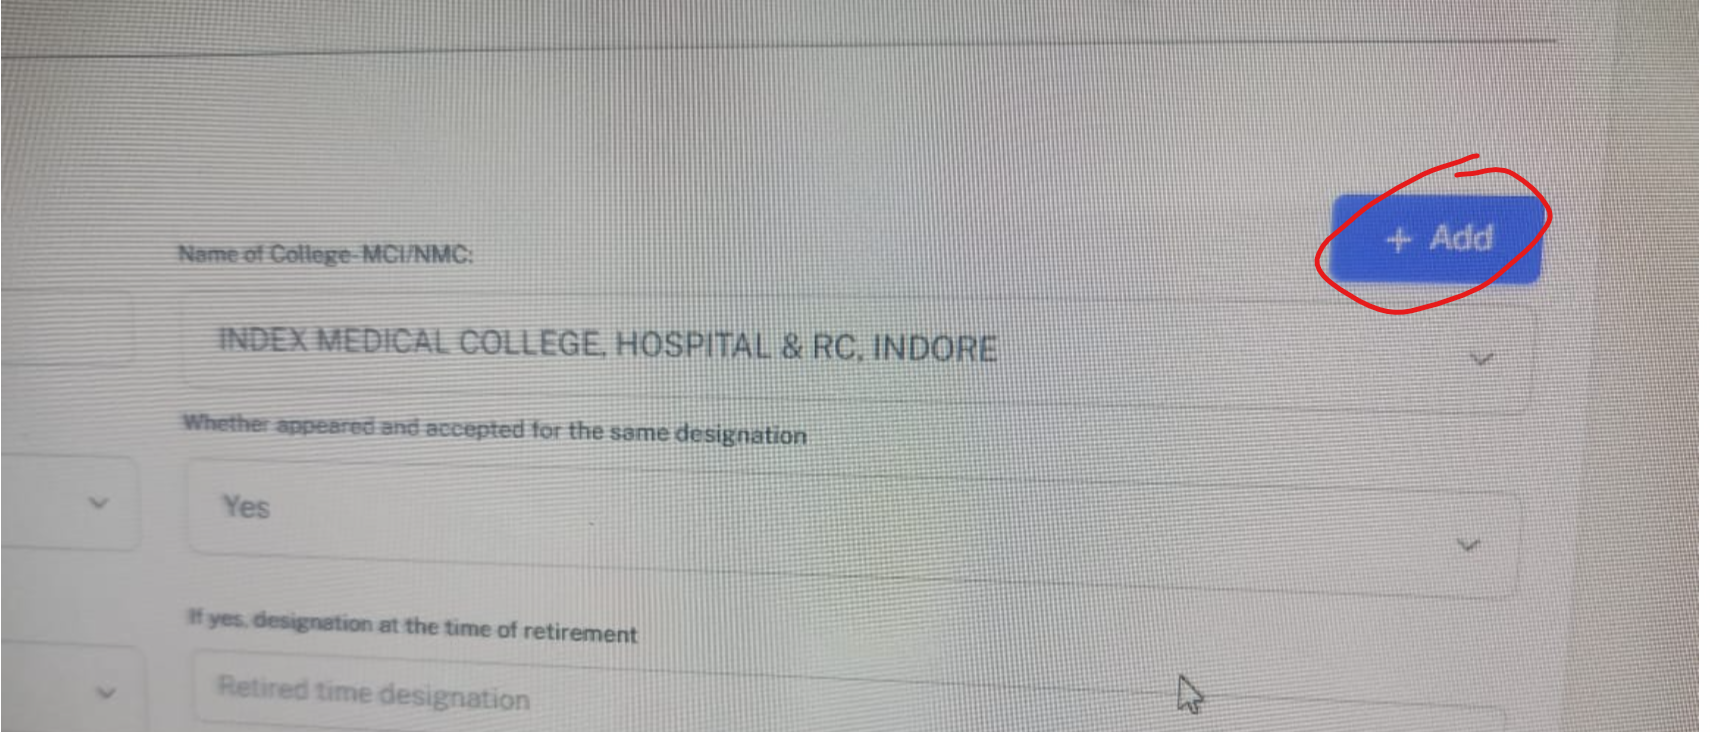 + Add
Name of College-MCI/NMC:
INDEX MEDICAL COLLEGE, HOSPITAL & RC, INDORE
Whether appeared and accepted for the same designation
Yes
If yes, designation at the time of retirement
Retired time designation